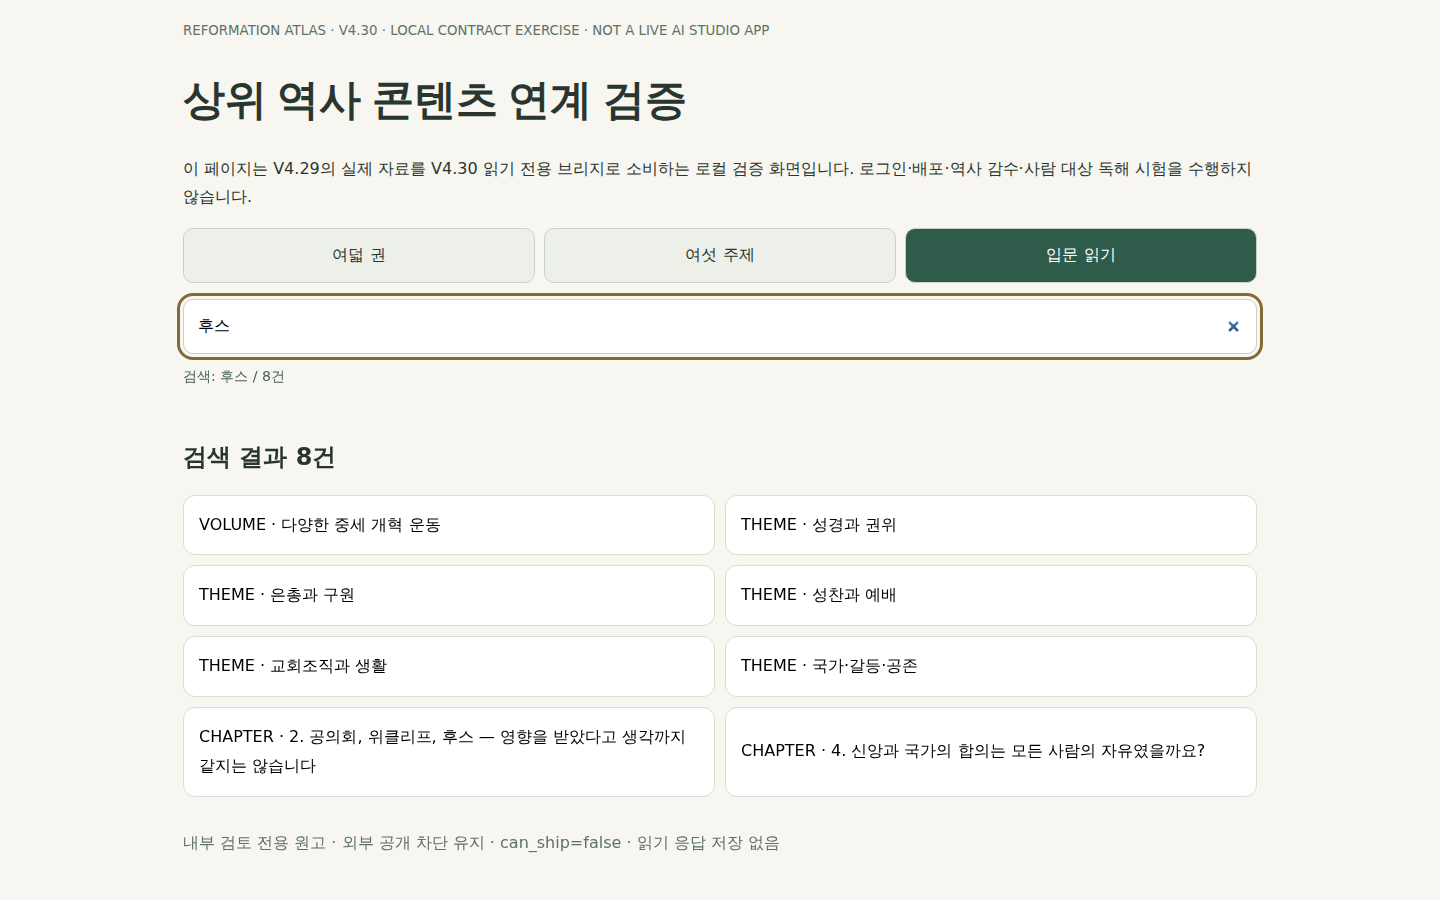 REFORMATION ATLAS · V4.30 · LOCAL CONTRACT EXERCISE · NOT A LIVE AI STUDIO APP
상위 역사 콘텐츠 연계 검증
이 페이지는 V4.29의 실제 자료를 V4.30 읽기 전용 브리지로 소비하는 로컬 검증 화면입니다. 로그인·배포·역사 감수·사람 대상 독해 시험을 수행하지
않습니다.
여덟 권
여섯 주제
입문 읽기
후스
검색: 후스 / 8건
검색 결과 8건
VOLUME · 다양한 중세 개혁 운동
THEME · 성경과 권위
THEME · 은총과 구원
THEME · 성찬과 예배
THEME · 교회조직과 생활
THEME · 국가·갈등·공존
CHAPTER · 2. 공의회, 위클리프, 후스 — 영향을 받았다고 생각까지
같지는 않습니다
CHAPTER · 4. 신앙과 국가의 합의는 모든 사람의 자유였을까요?
내부 검토 전용 원고 · 외부 공개 차단 유지 · can_ship=false · 읽기 응답 저장 없음